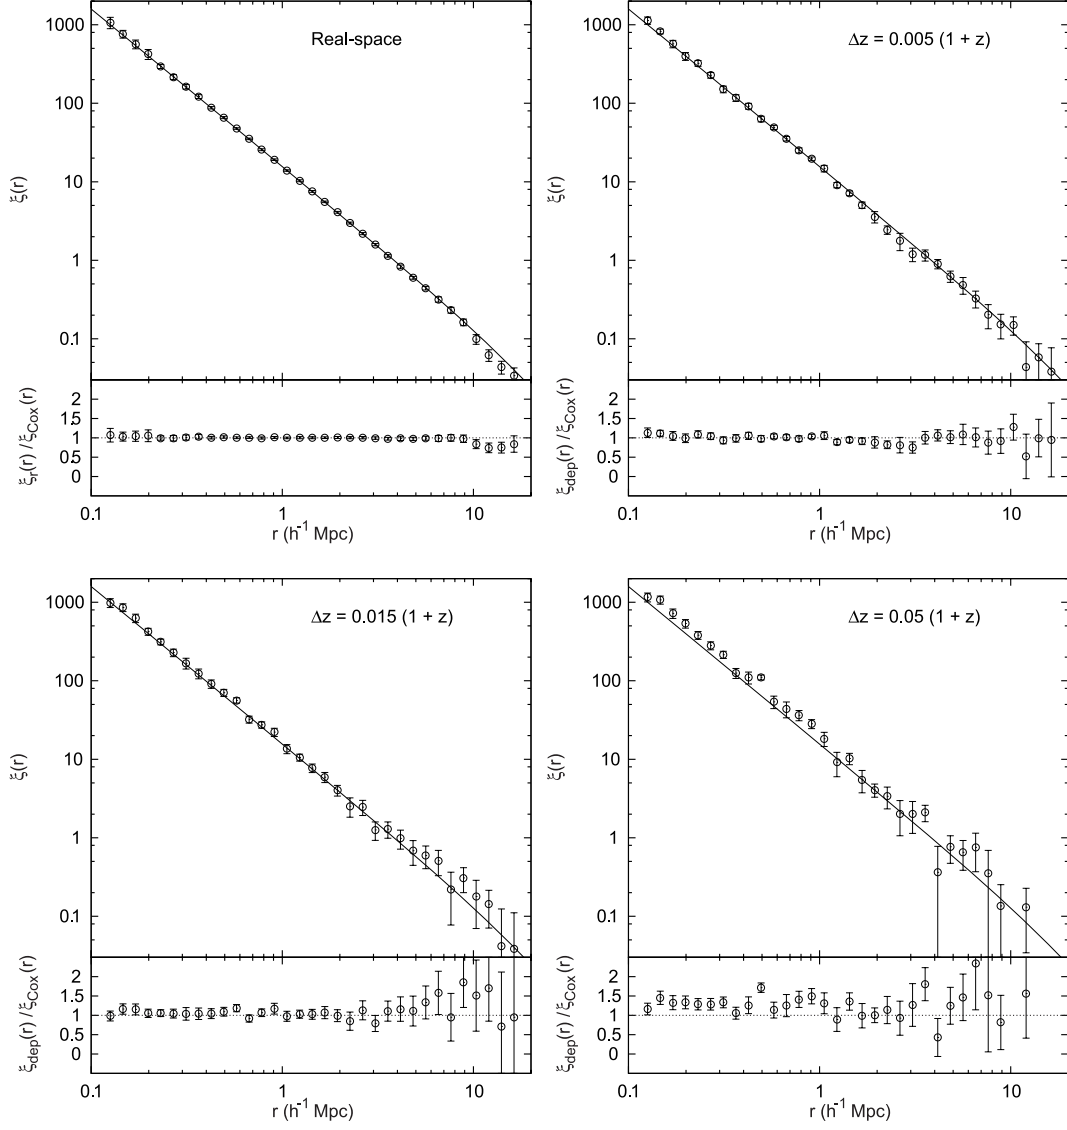 Real-space
1000
100
10
1
0.1
ξ(r)
2
1.5
1
0.5
0
ξr(r) / ξCox(r)
0.1 1 10
r (h-1 Mpc)
Δz = 0.005 (1 + z)
1000
100
10
1
0.1
ξ(r)
2
1.5
1
0.5
0
ξdep(r) / ξCox(r)
0.1 1 10
r (h-1 Mpc)
Δz = 0.015 (1 + z)
1000
100
10
1
0.1
ξ(r)
2
1.5
1
0.5
0
ξdep(r) / ξCox(r)
0.1 1 10
r (h-1 Mpc)
Δz = 0.05 (1 + z)
1000
100
10
1
0.1
ξ(r)
2
1.5
1
0.5
0
ξdep(r) / ξCox(r)
0.1 1 10
r (h-1 Mpc)